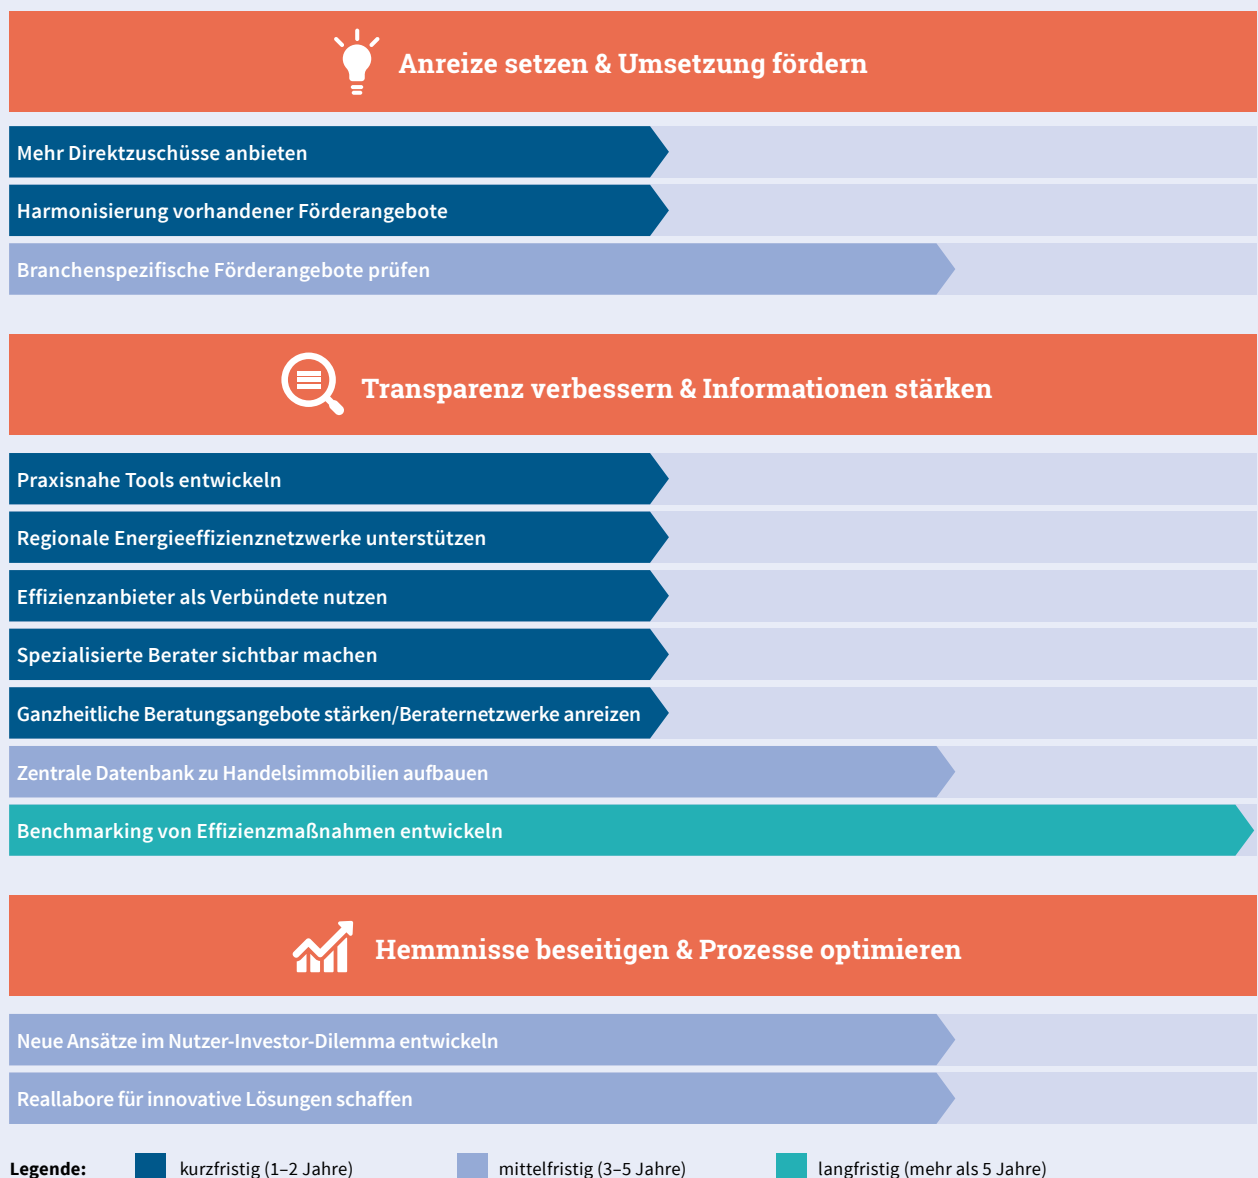 Anreize setzen & Umsetzung fördern
Mehr Direktzuschüsse anbieten
Harmonisierung vorhandener Förderangebote
Branchenspezifische Förderangebote prüfen
Transparenz verbessern & Informationen stärken
Praxisnahe Tools entwickeln
Regionale Energieeffizienznetzwerke unterstützen
Effizienzanbieter als Verbündete nutzen
Spezialisierte Berater sichtbar machen
Ganzheitliche Beratungsangebote stärken/Beraternetzwerke anreizen
Zentrale Datenbank zu Handelsimmobilien aufbauen
Benchmarking von Effizienzmaßnahmen entwickeln
Hemmnisse beseitigen & Prozesse optimieren
Neue Ansätze im Nutzer-Investor-Dilemma entwickeln
Reallabore für innovative Lösungen schaffen
Legende: kurzfristig (1–2 Jahre) mittelfristig (3–5 Jahre) langfristig (mehr als 5 Jahre)